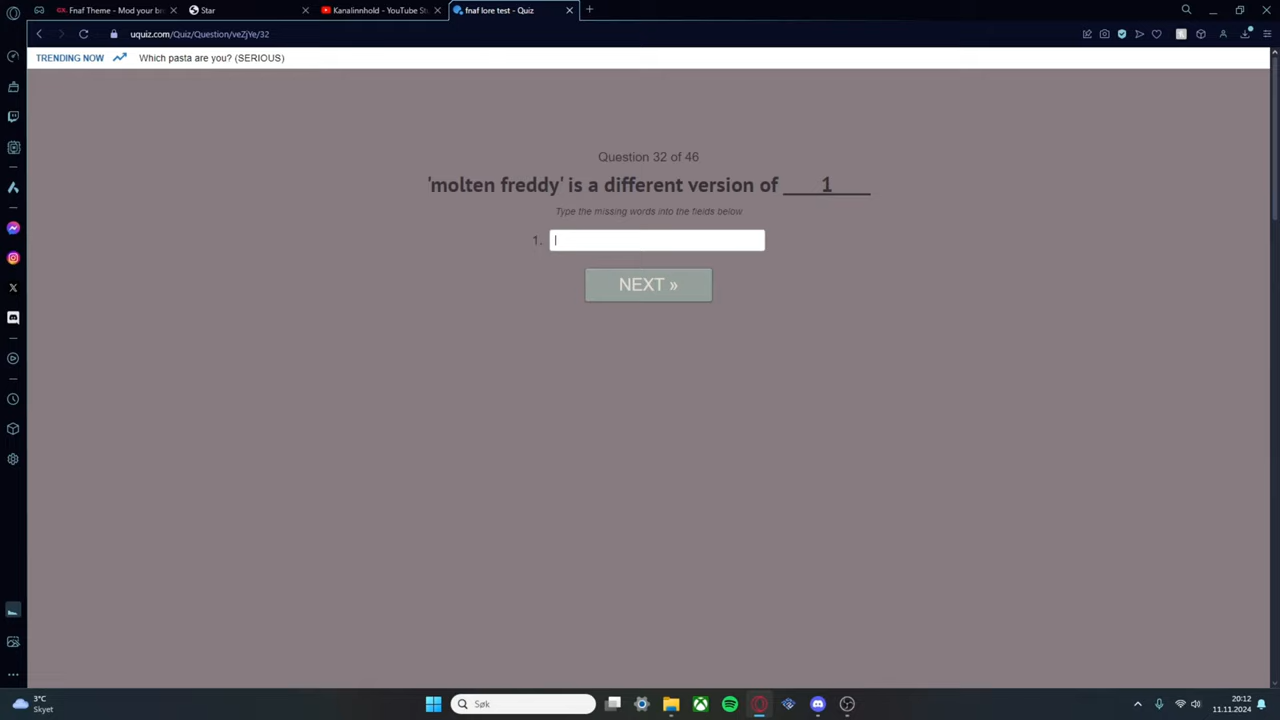 Fnaf Theme - Mod your br
Star
Kanalinnhold - YouTube Stu
fnaf lore test - Quiz
uquiz.com/Quiz/Question/veZjYe/32
TRENDING NOW Which pasta are you? (SERIOUS)
Question 32 of 46
'molten freddy' is a different version of 1
Type the missing words into the fields below
1.
NEXT »
3°C
Skyet
Søk
20:12
11.11.2024